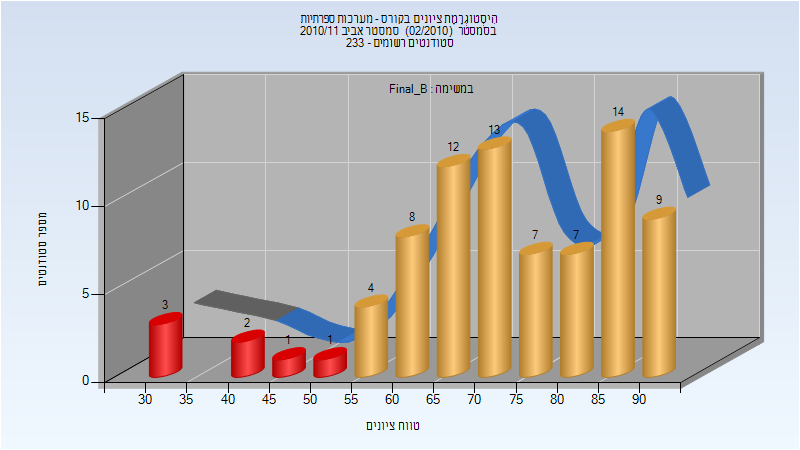 היסטוגרמת ציונים בקורס - מערכות ספרתיות
בסמסטר (02/2010) סמסטר אביב 2010/11
סטודנטים רשומים - 233
במשימה : Final_B
15
10
5
0
מספר סטודנטים
3
2
1
1
4
8
12
13
7
7
14
9
30 35 40 45 50 55 60 65 70 75 80 85 90
טווח ציונים